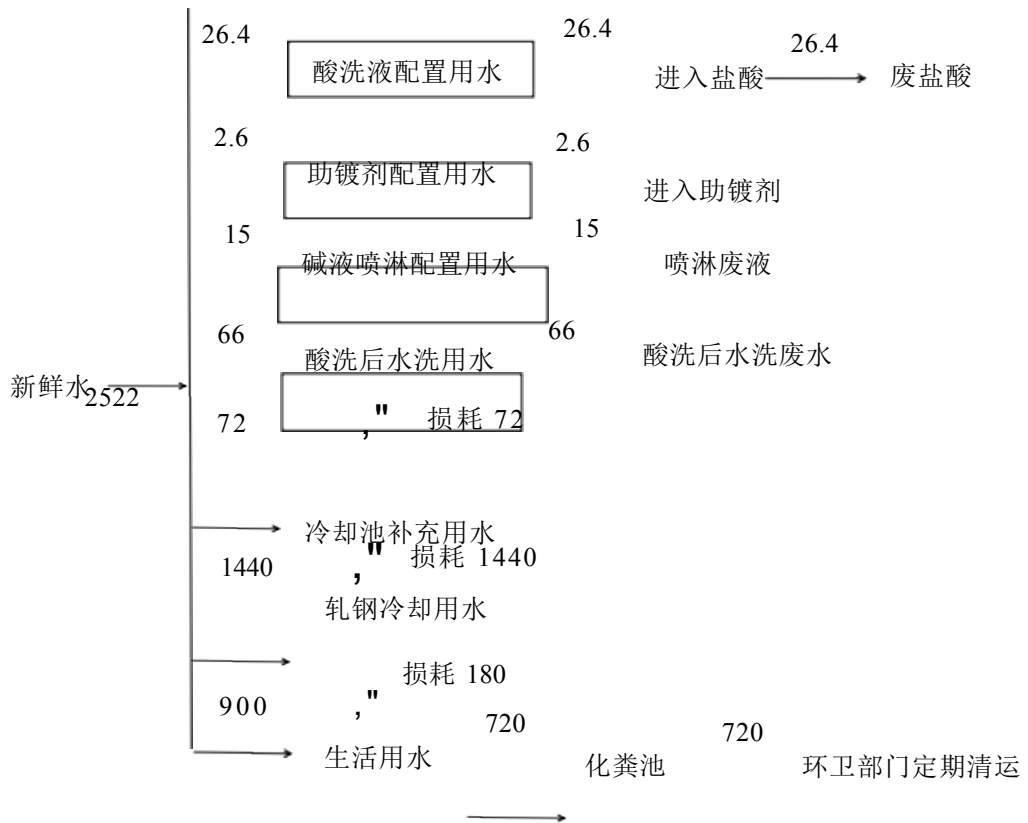 26.4 26.4 26.4
酸洗液配置用水 进入盐酸 废盐酸
2.6 2.6
助镀剂配置用水 进入助镀剂
15 15
碱液喷淋配置用水 喷淋废液
66 66
酸洗后水洗用水 酸洗后水洗废水
新鲜水 2522
72 ," 损耗 72
冷却池补充用水
1440 ," 损耗 1440
轧钢冷却用水
损耗 180
900 ,"
720 720
生活用水 化粪池 环卫部门定期清运